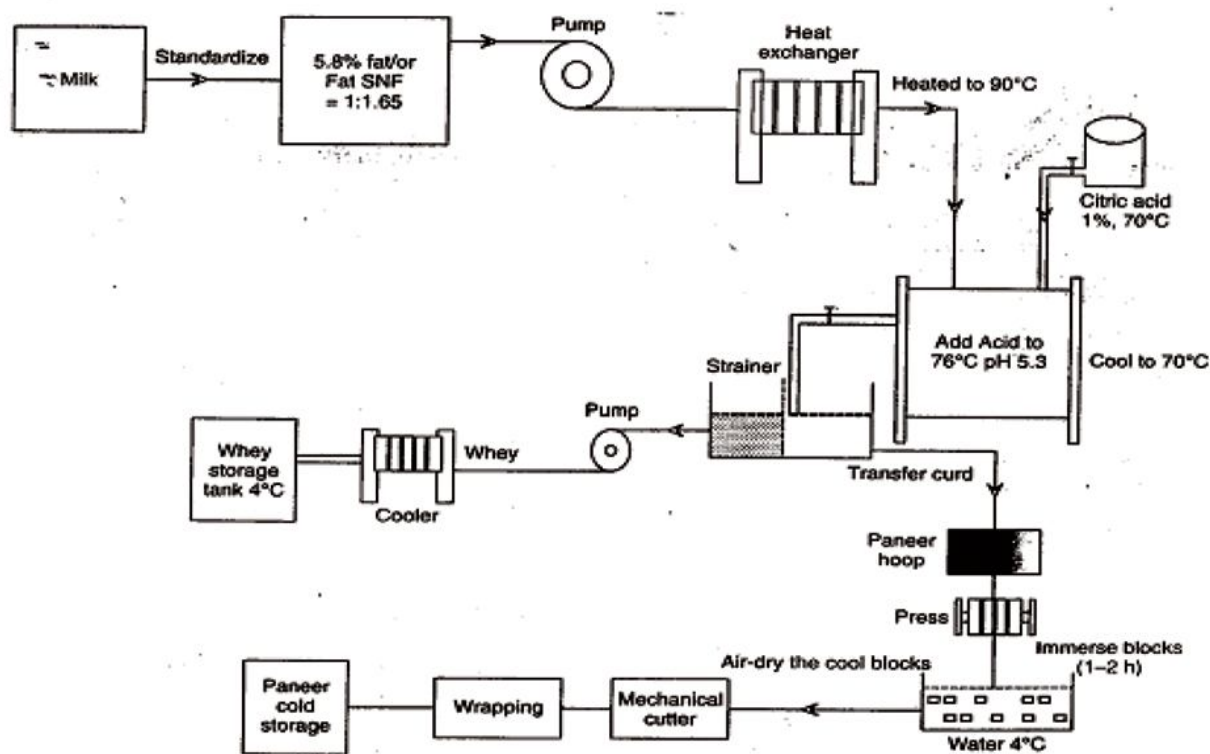 Milk
Standardize
5.8% fat/or
Fat SNF
= 1:1.65
Pump
Heat
exchanger
Heated to 90°C
Citric acid
1%, 70°C
Add Acid to
76°C pH 5.3
Cool to 70°C
Strainer
Pump
Whey
Cooler
Whey
storage
tank 4°C
Transfer curd
Paneer
hoop
Press
Immerse blocks
(1–2 h)
Air-dry the cool blocks
Water 4°C
Mechanical
cutter
Wrapping
Paneer
cold
storage